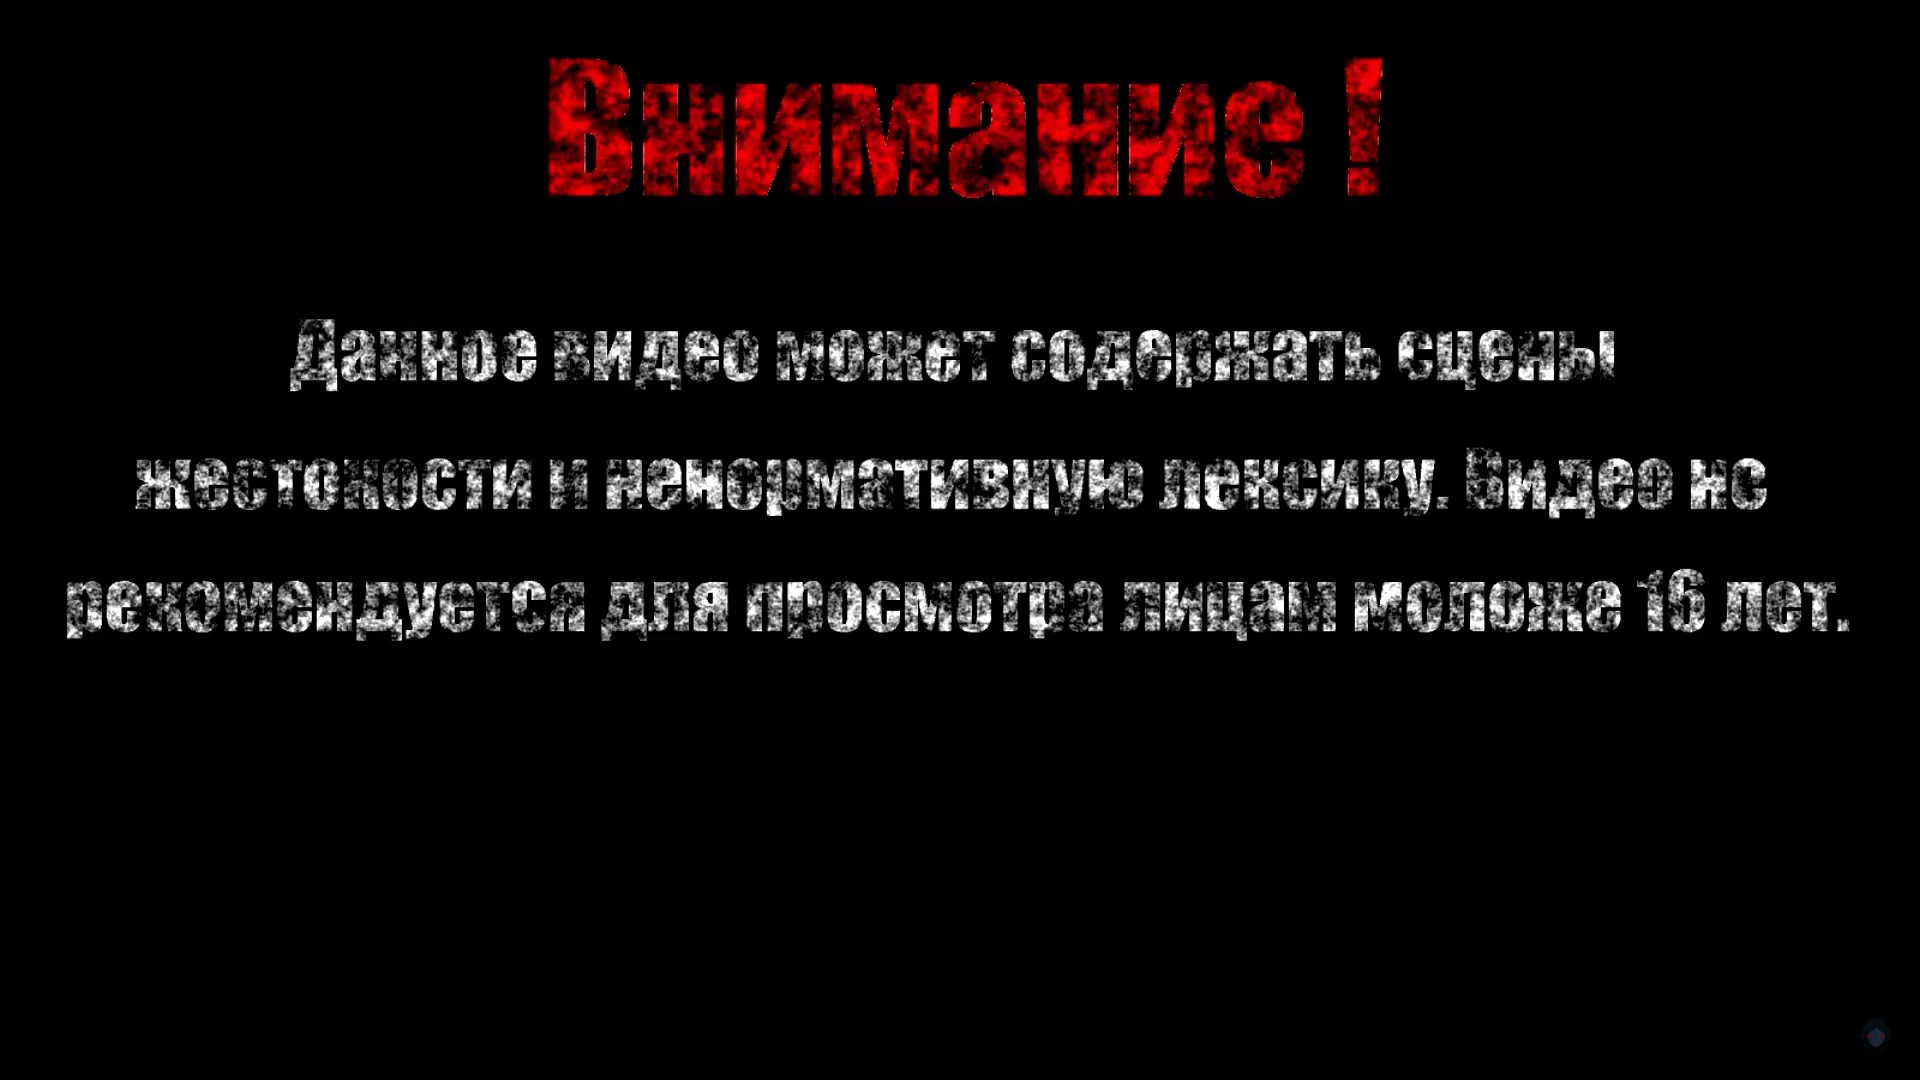 Внимание !
Данное видео может содержать сцены
жестокости и ненормативную лексику. Видео не
рекомендуется для просмотра лицам моложе 16 лет.